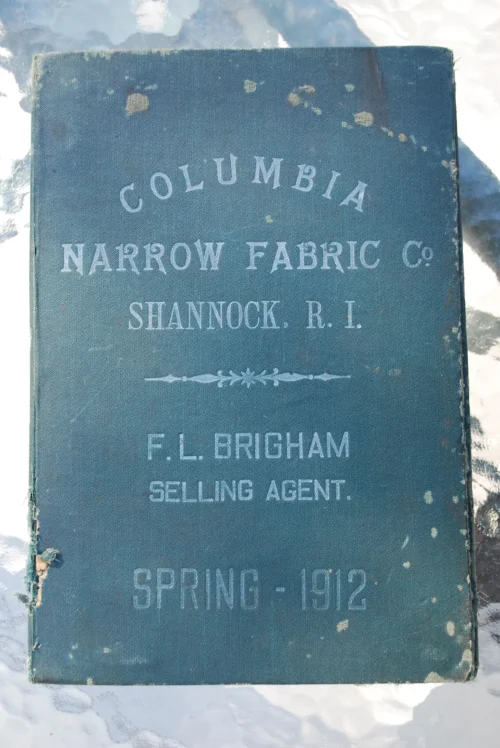 COLUMBIA
NARROW FABRIC Co
SHANNOCK, R. I.
F. L. BRIGHAM
SELLING AGENT.
SPRING - 1912